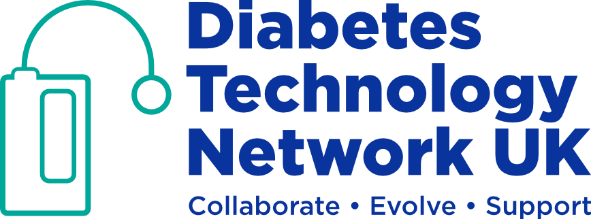 Diabetes
Technology
Network UK
Collaborate • Evolve • Support